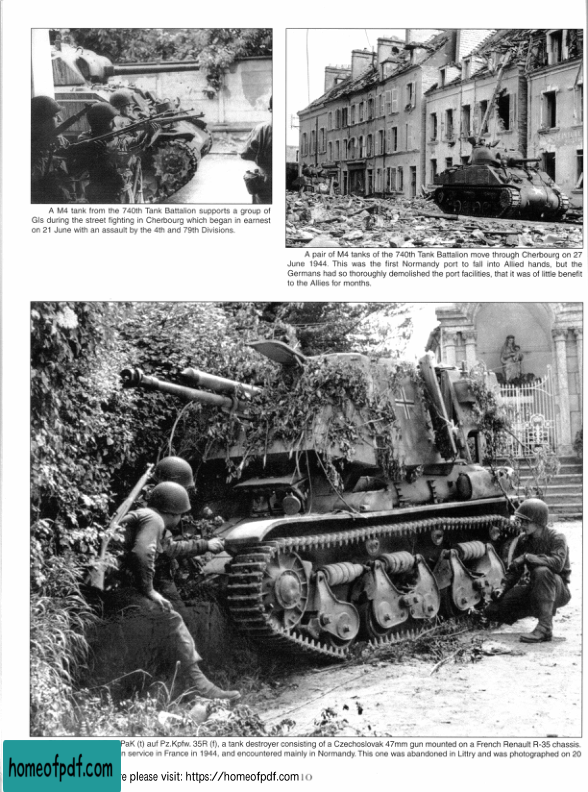 A M4 tank from the 740th Tank Battalion supports a group of
GIs during the street fighting in Cherbourg which began in earnest
on 21 June with an assault by the 4th and 79th Divisions.
A pair of M4 tanks of the 740th Tank Battalion move through Cherbourg on 27
June 1944. This was the first Normandy port to fall into Allied hands, but the
Germans had so thoroughly demolished the port facilities, that it was of little benefit
to the Allies for months.
PaK (t) auf Pz.Kpfw. 35R (f), a tank destroyer consisting of a Czechoslovak 47mm gun mounted on a French Renault R-35 chassis.
n service in France in 1944, and encountered mainly in Normandy. This one was abandoned in Littry and was photographed on 20
homeofpdf.com
e please visit: https://homeofpdf.com
10